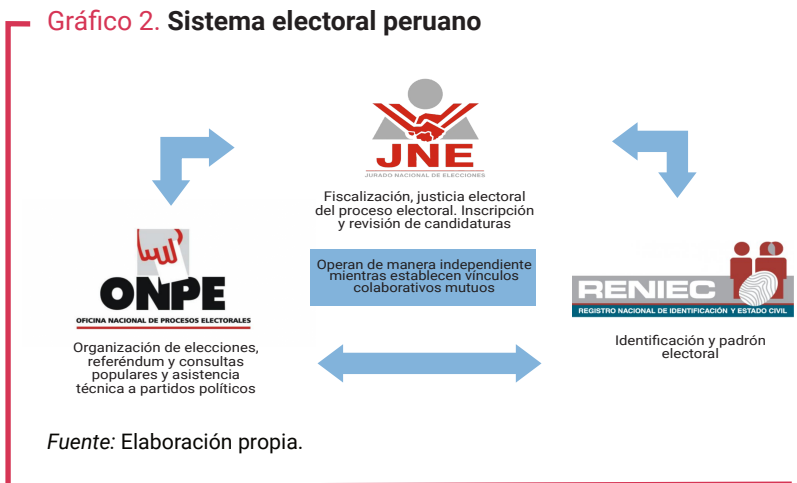 Gráfico 2. Sistema electoral peruano
JNE
JURADO NACIONAL DE ELECCIONES
Fiscalización, justicia electoral
del proceso electoral. Inscripción
y revisión de candidaturas
Operan de manera independiente
mientras establecen vínculos
colaborativos mutuos
ONPE
OFICINA NACIONAL DE PROCESOS ELECTORALES
Organización de elecciones,
referéndum y consultas
populares y asistencia
técnica a partidos políticos
RENIEC
REGISTRO NACIONAL DE IDENTIFICACIÓN Y ESTADO CIVIL
Identificación y padrón
electoral
Fuente: Elaboración propia.